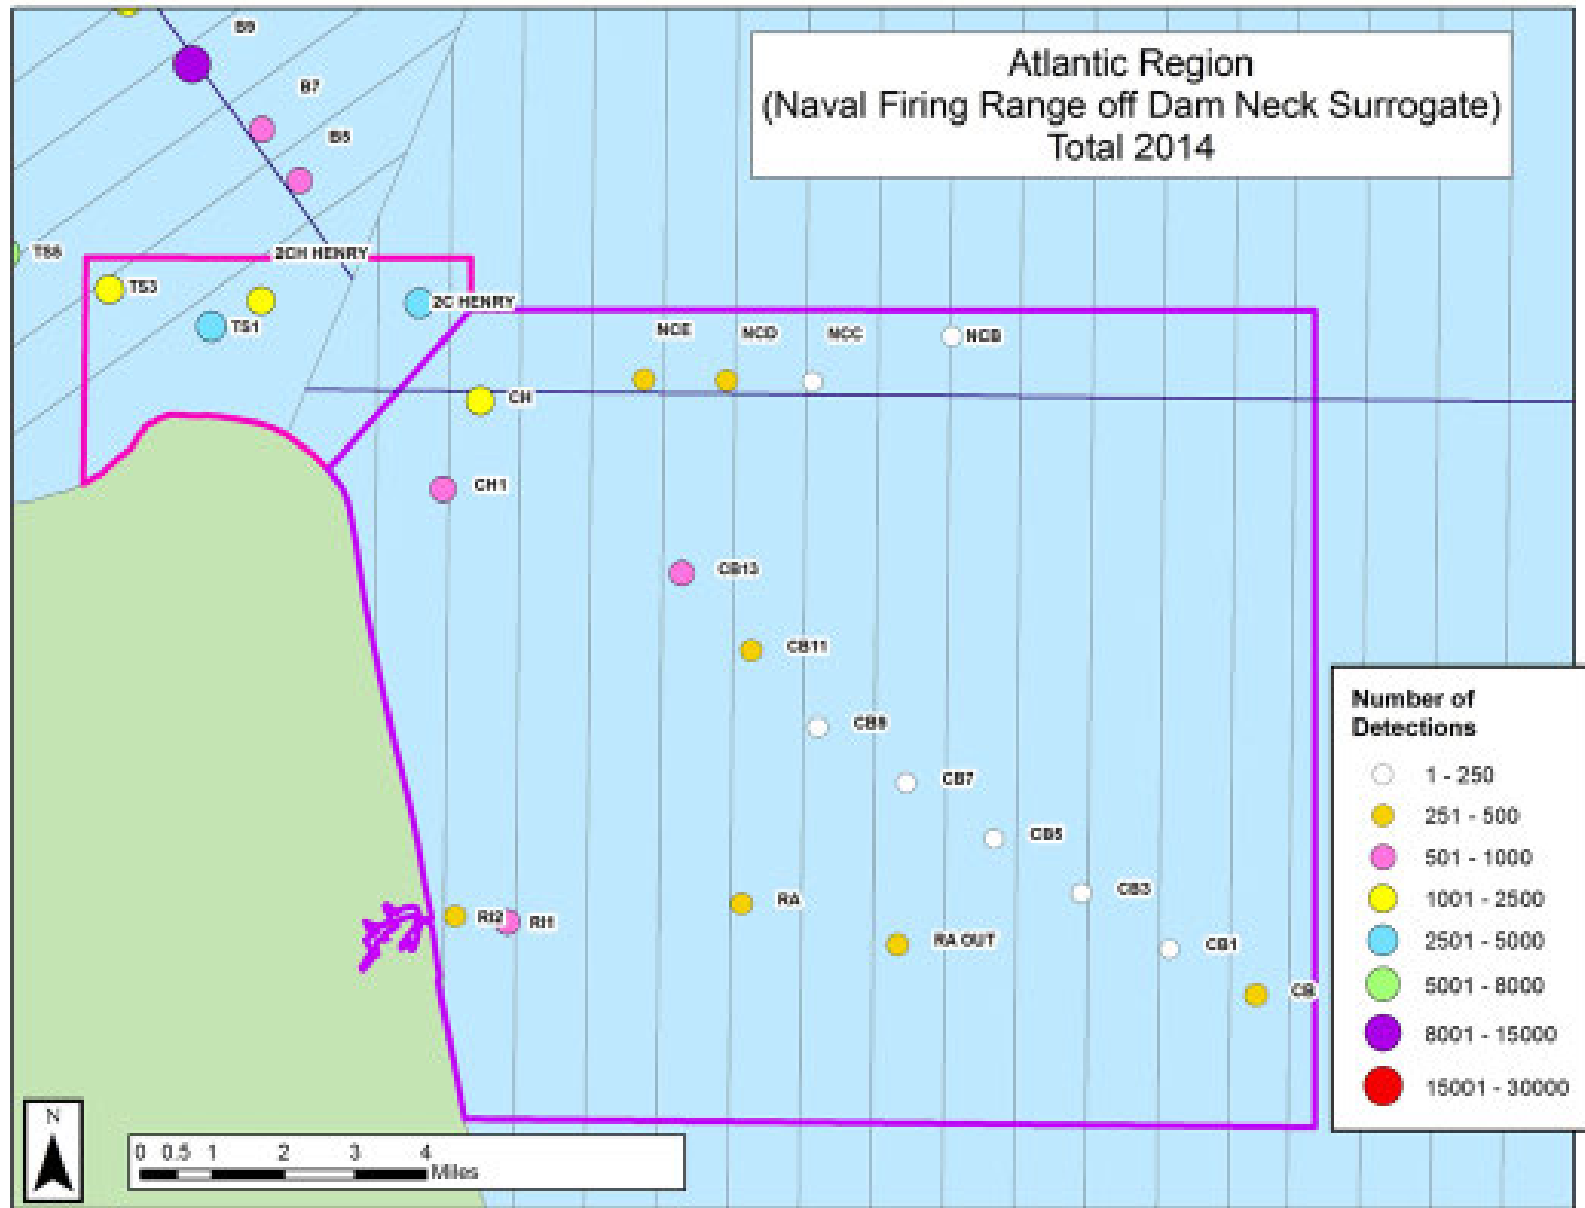 B9
Atlantic Region
(Naval Firing Range off Dam Neck Surrogate)
Total 2014
B7
B5
TS5
2CH HENRY
TS3
2C HENRY
TS1
NCE
NCD
NCC
NCB
CH
CH1
CB13
CB11
CB9
CB7
CB5
CB3
RA
RI2
RI1
RA OUT
CB1
CB
Number of
Detections
1 - 250
251 - 500
501 - 1000
1001 - 2500
2501 - 5000
5001 - 8000
8001 - 15000
15001 - 30000
N
0 0.5 1 2 3 4
Miles